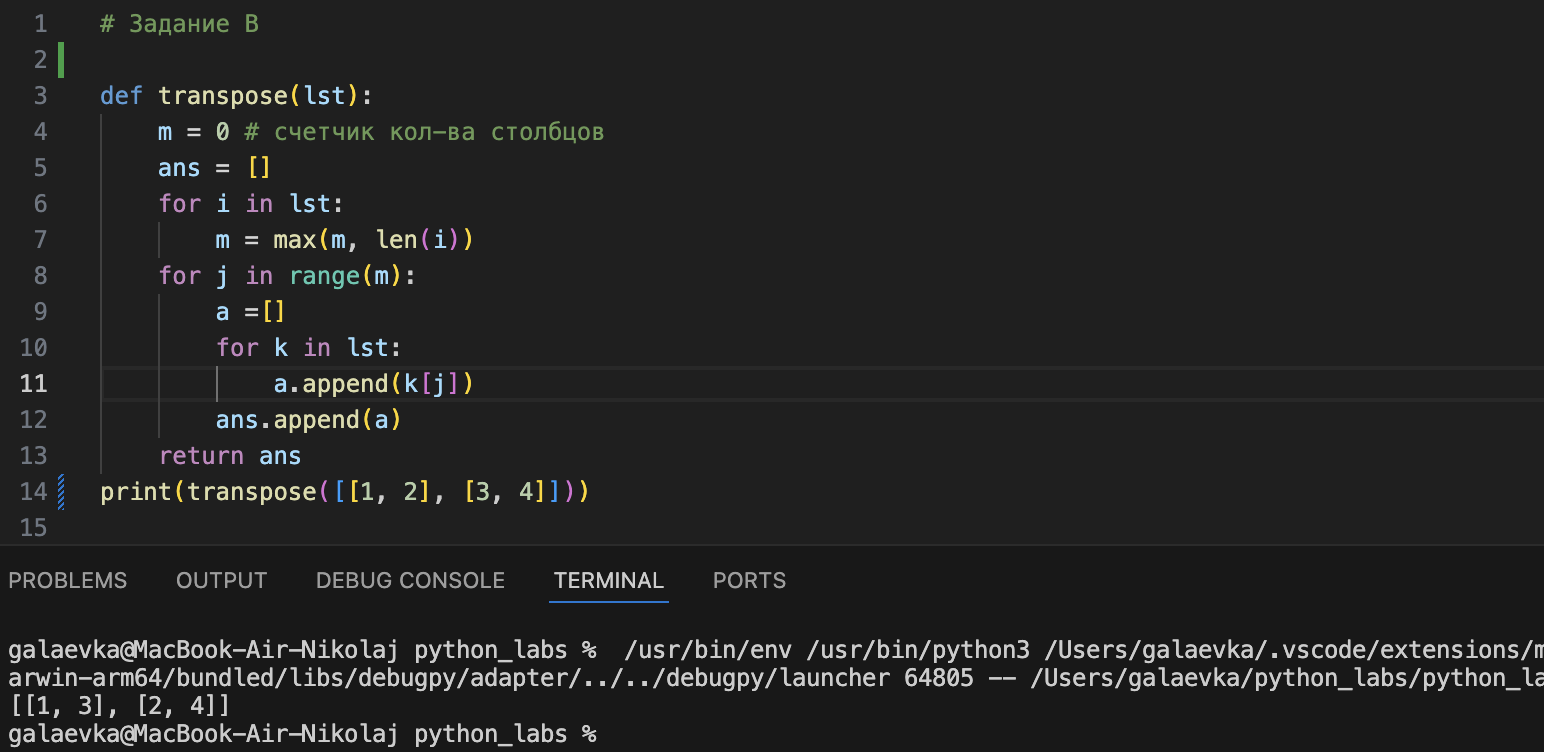 1 # Задание B
2
3 def transpose(lst):
4 m = 0 # счетчик кол-ва столбцов
5 ans = []
6 for i in lst:
7 m = max(m, len(i))
8 for j in range(m):
9 a =[]
10 for k in lst:
11 a.append(k[j])
12 ans.append(a)
13 return ans
14 print(transpose([[1, 2], [3, 4]]))
15
PROBLEMS OUTPUT DEBUG CONSOLE TERMINAL PORTS
galaevka@MacBook-Air-Nikolaj python_labs % /usr/bin/env /usr/bin/python3 /Users/galaevka/.vscode/extensions/m
arwin-arm64/bundled/libs/debugpy/adapter/../../debugpy/launcher 64805 -- /Users/galaevka/python_labs/python_la
[[1, 3], [2, 4]]
galaevka@MacBook-Air-Nikolaj python_labs %